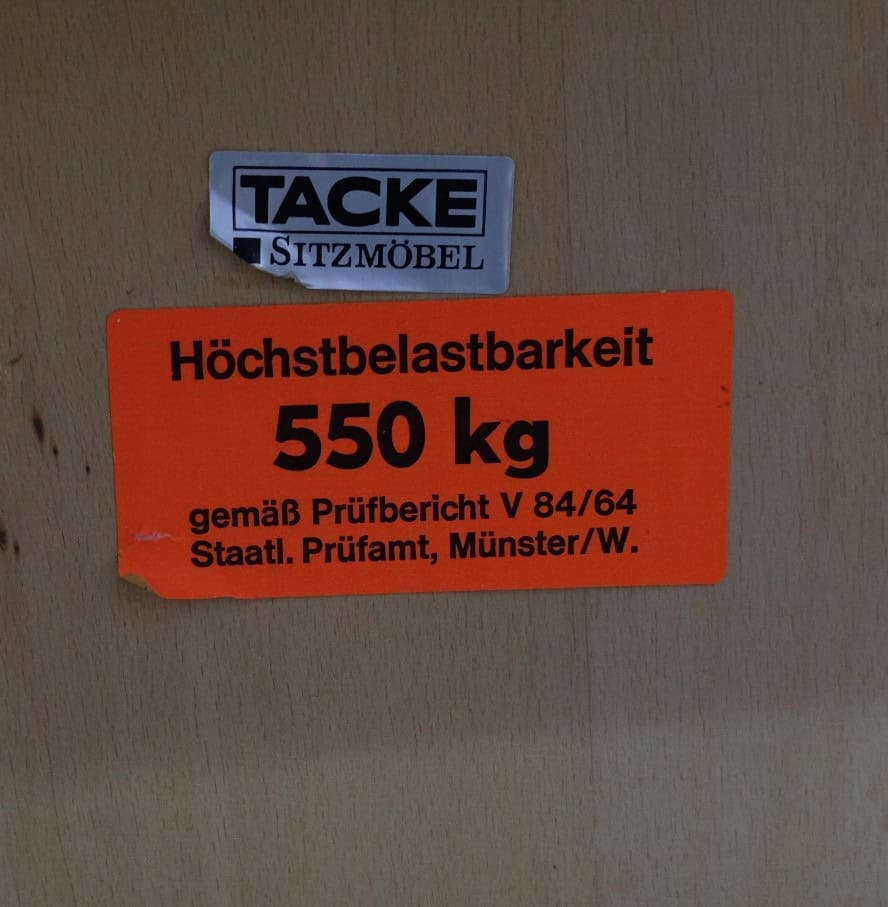 TACKE
SITZMÖBEL
Höchstbelastbarkeit
550 kg
gemäß Prüfbericht V 84/64
Staatl. Prüfamt, Münster/W.